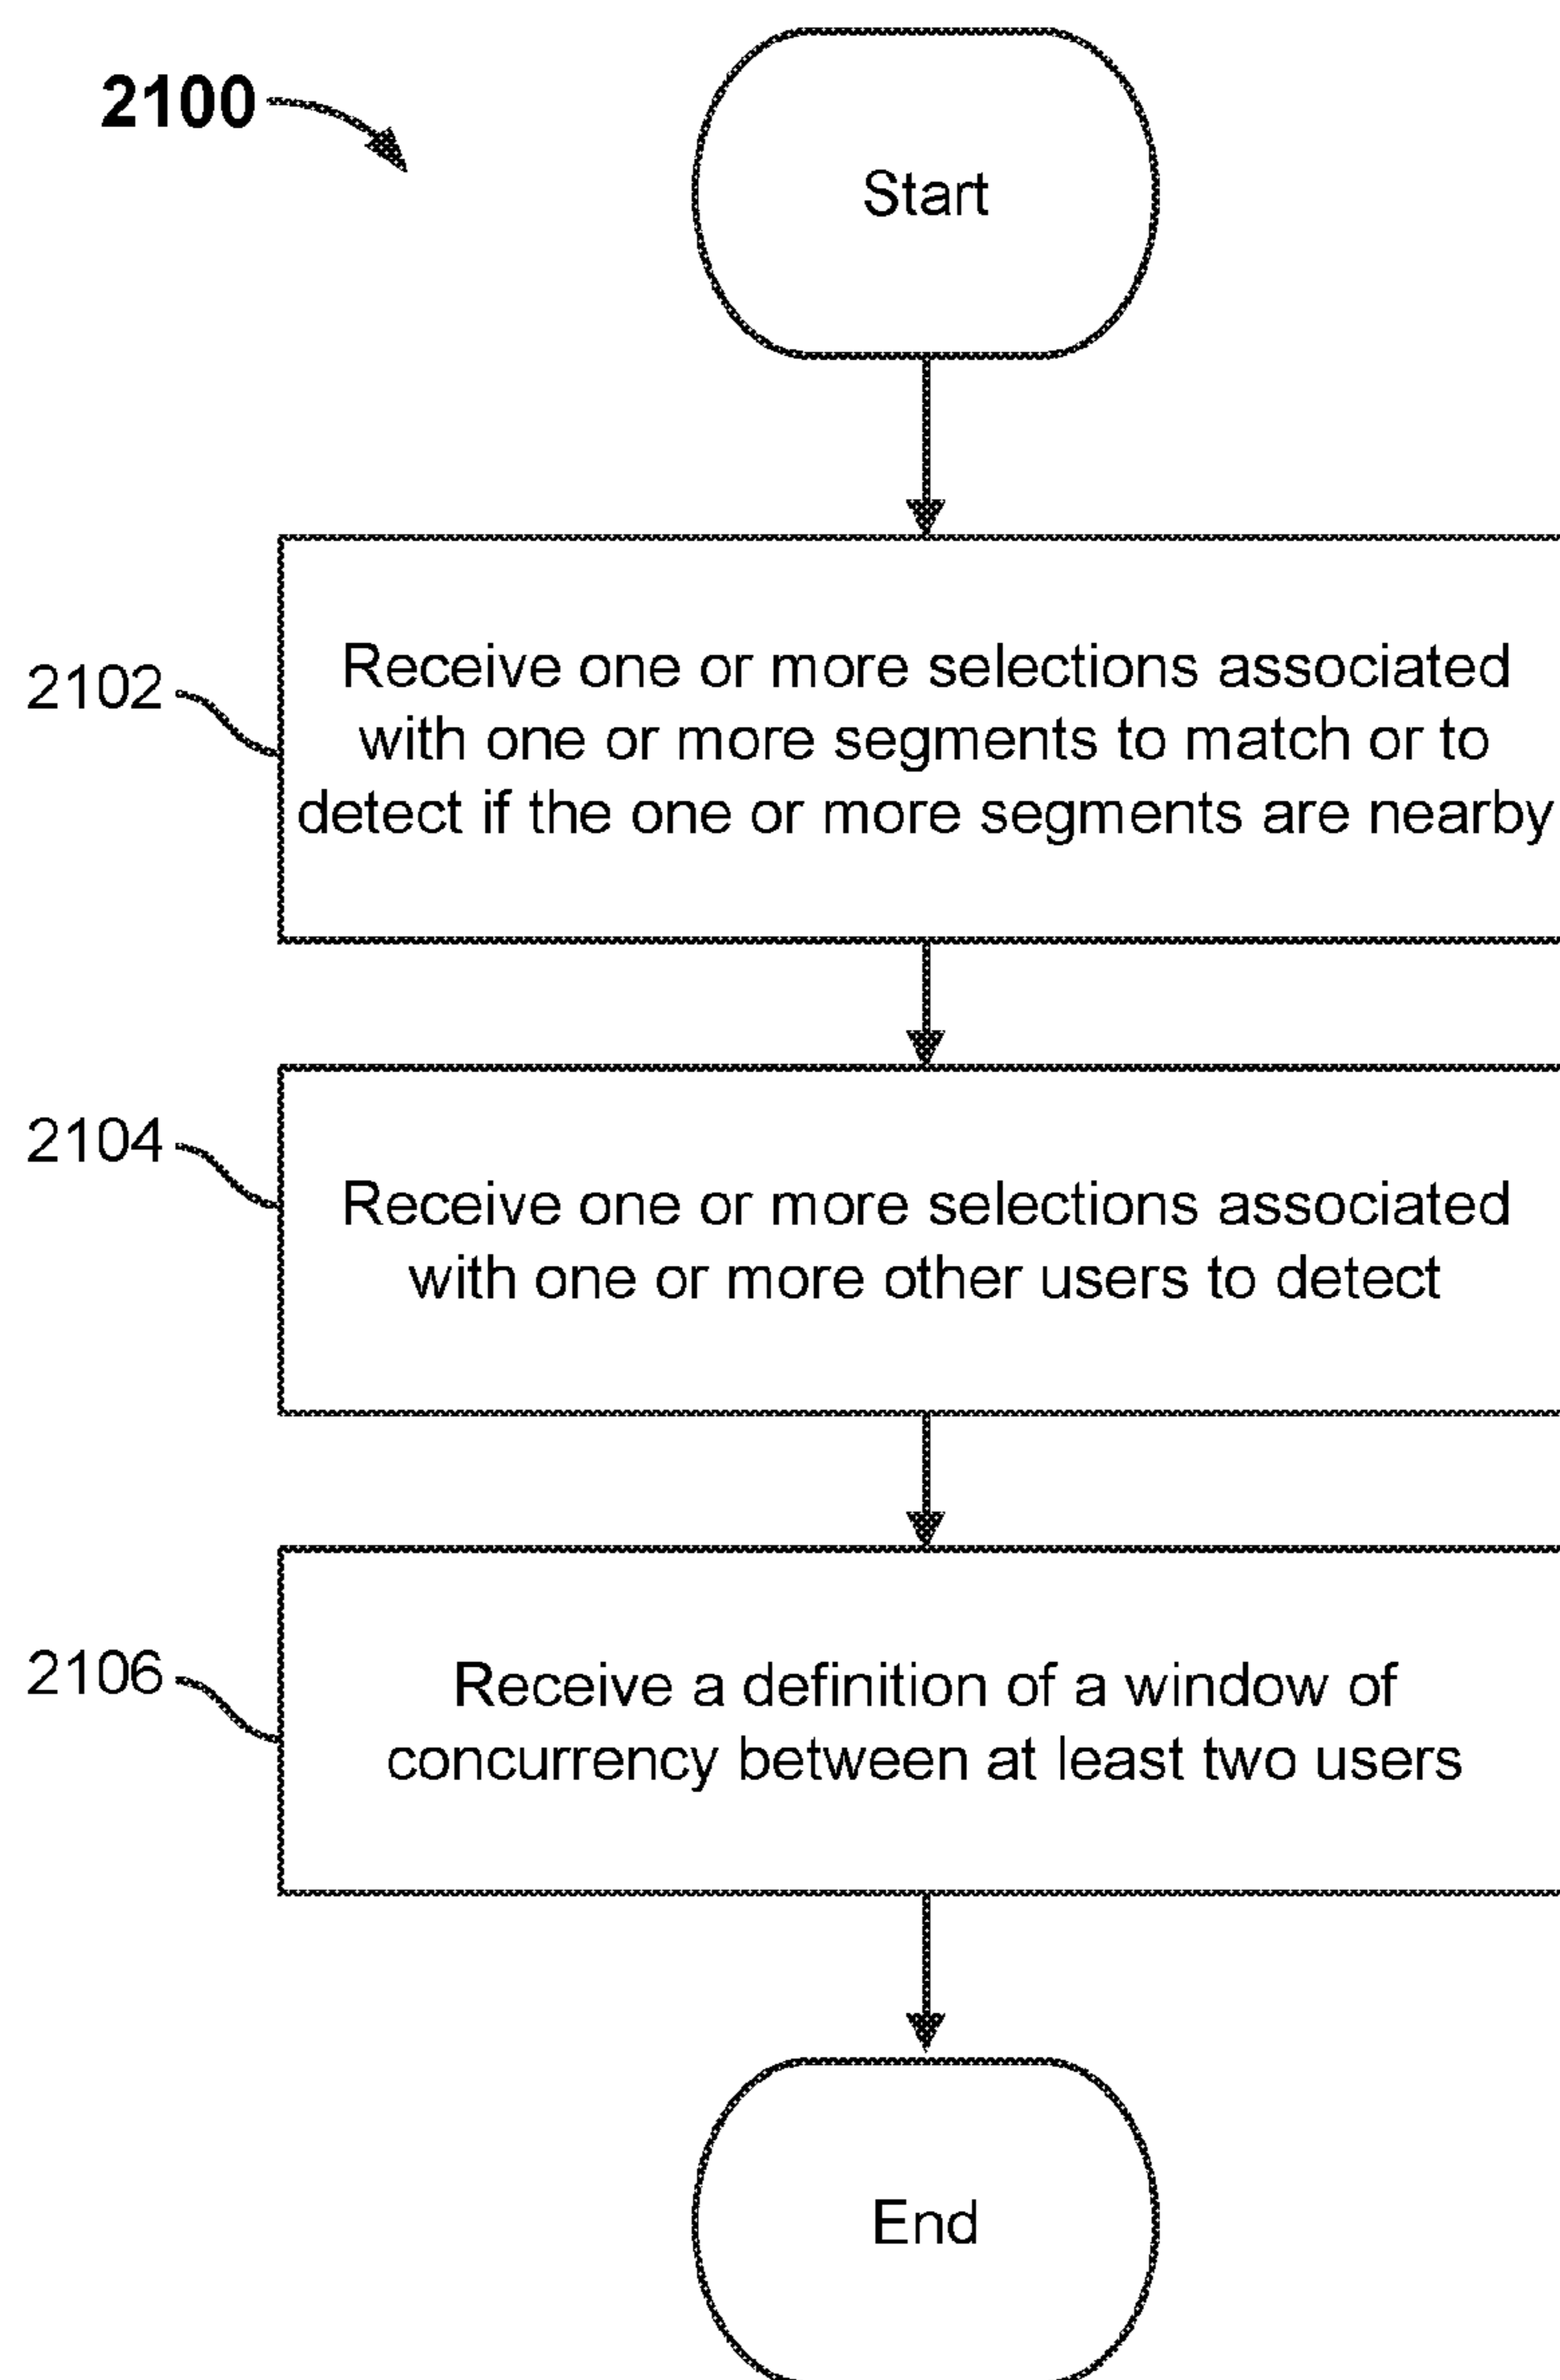 2100
Start
2102
Receive one or more selections associated
with one or more segments to match or to
detect if the one or more segments are nearby
2104
Receive one or more selections associated
with one or more other users to detect
2106
Receive a definition of a window of
concurrency between at least two users
End